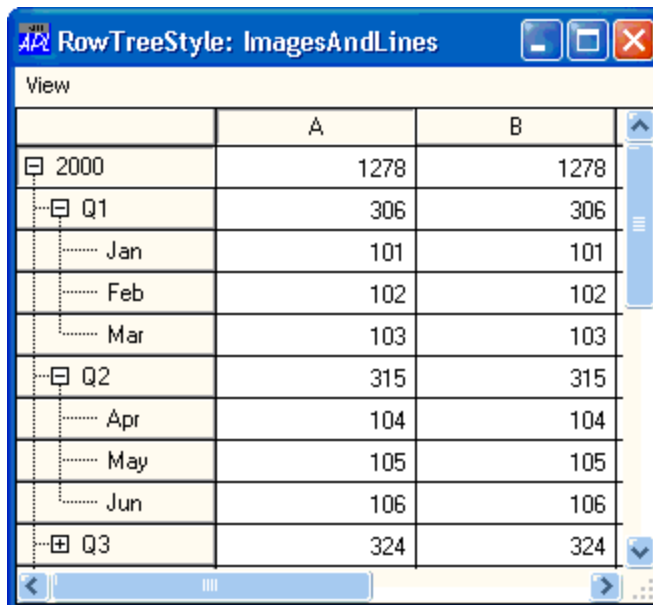 RowTreeStyle: ImagesAndLines
View
A B
2000 1278 1278
Q1 306 306
Jan 101 101
Feb 102 102
Mar 103 103
Q2 315 315
Apr 104 104
May 105 105
Jun 106 106
Q3 324 324